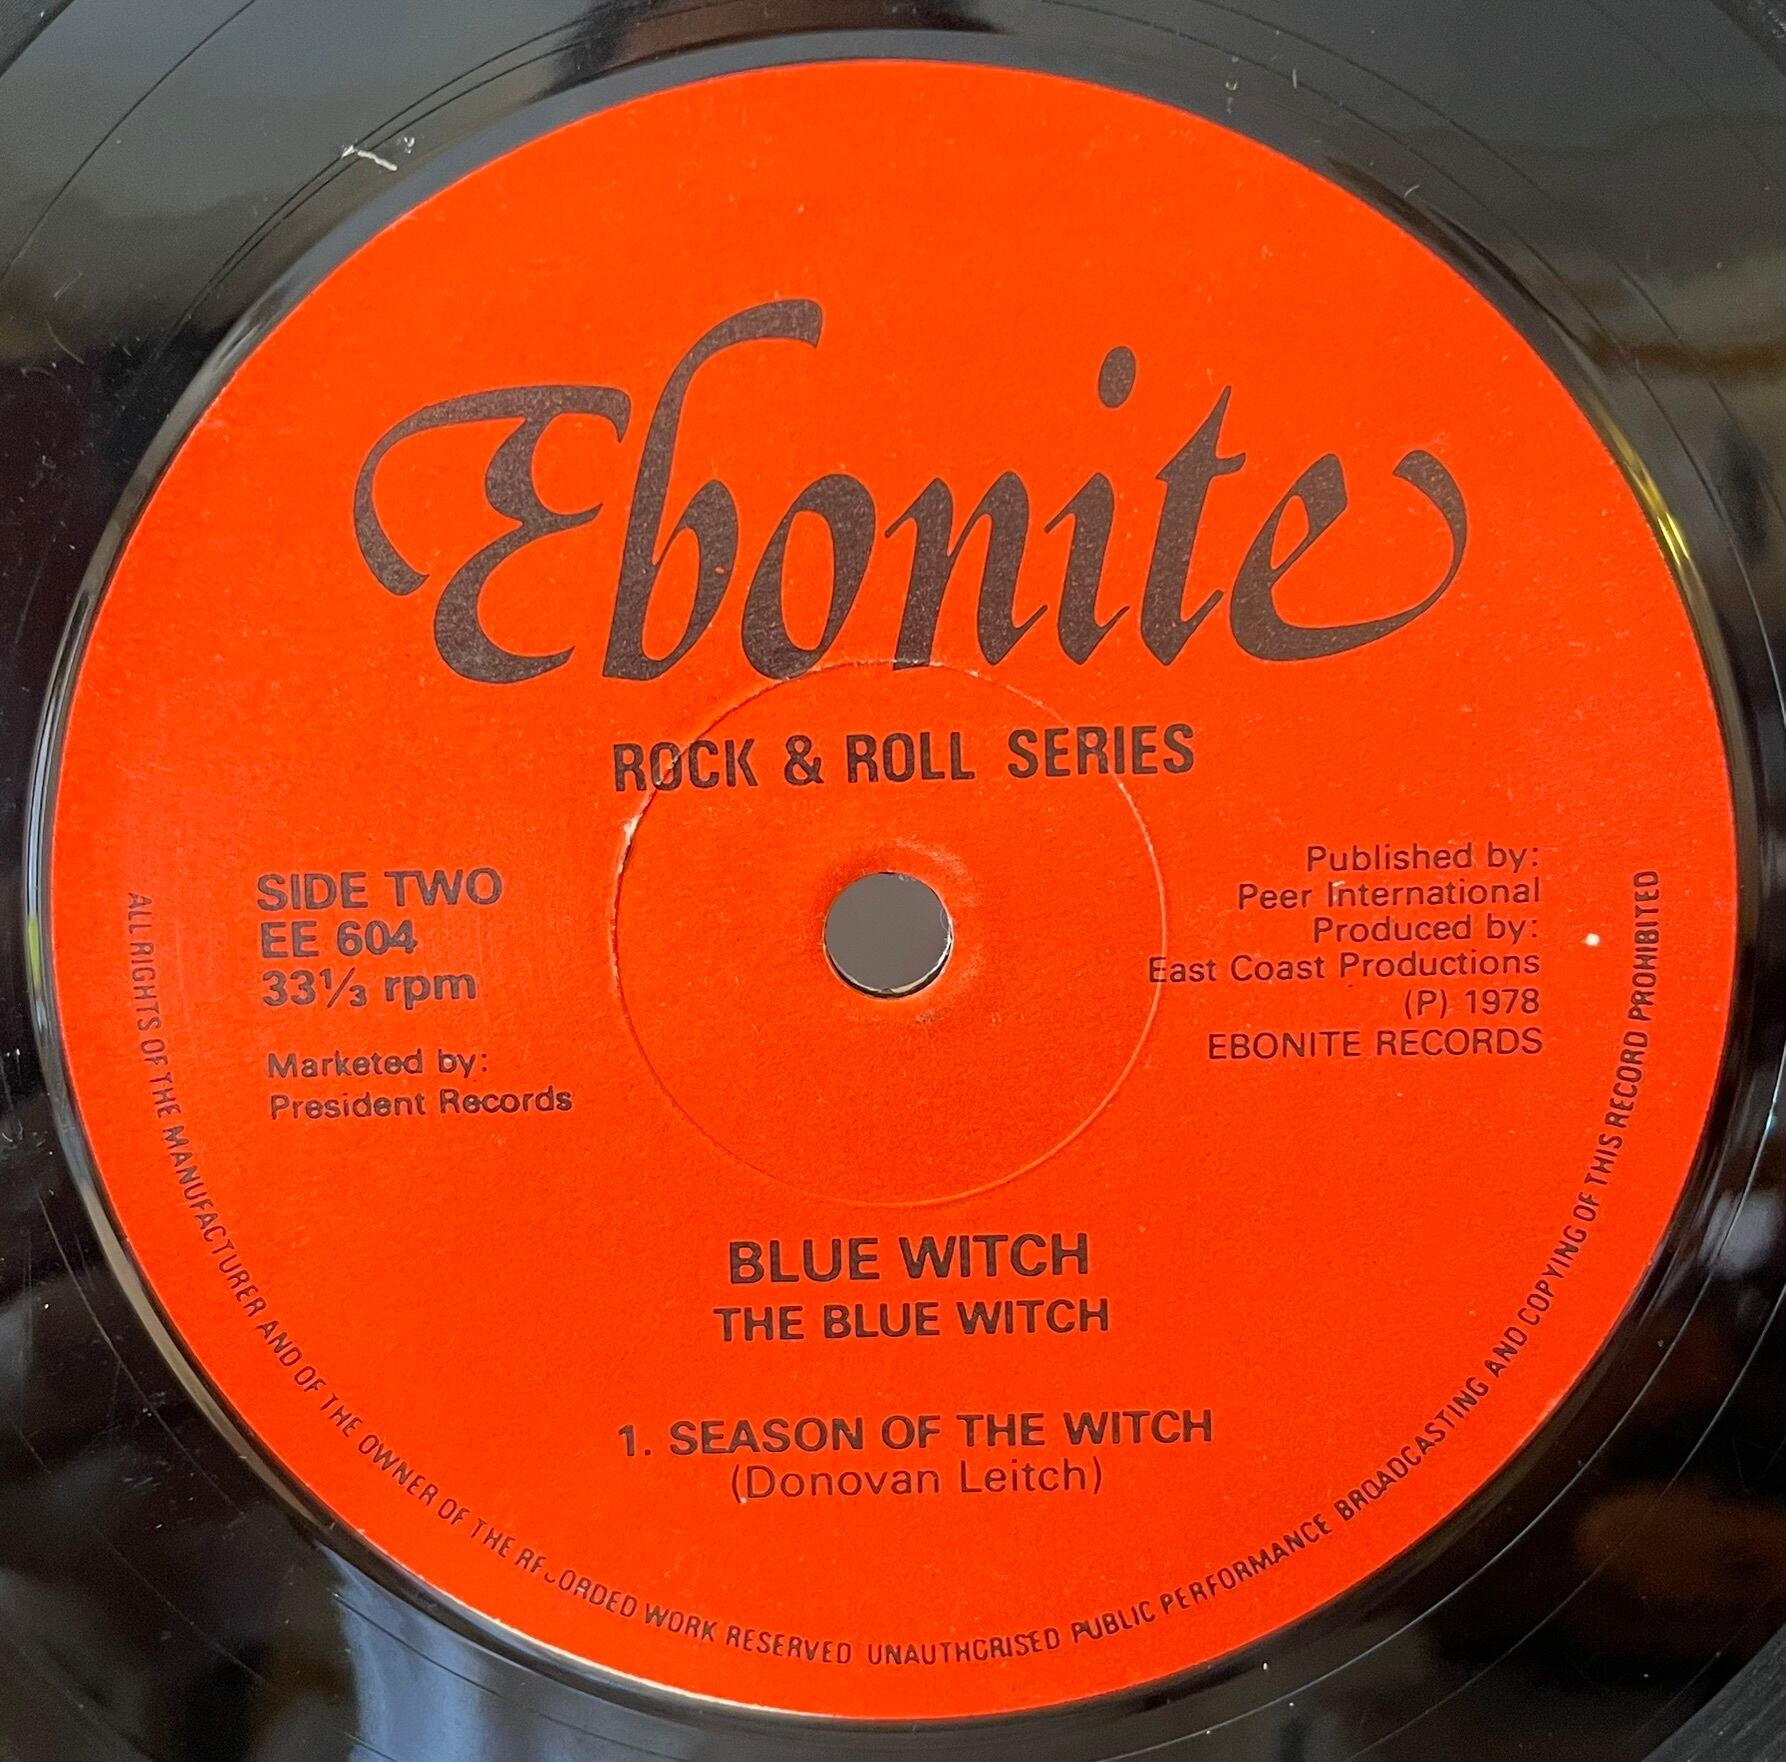 Ebonite
ROCK & ROLL SERIES
SIDE TWO
EE 604
33⅓ rpm
Marketed by:
President Records
Published by:
Peer International
Produced by:
East Coast Productions
(P) 1978
EBONITE RECORDS
BLUE WITCH
THE BLUE WITCH
1. SEASON OF THE WITCH
(Donovan Leitch)
ALL RIGHTS OF THE MANUFACTURER AND OF THE OWNER OF THE RECORDED WORK RESERVED UNAUTHORISED PUBLIC PERFORMANCE BROADCASTING AND COPYING OF THIS RECORD PROHIBITED